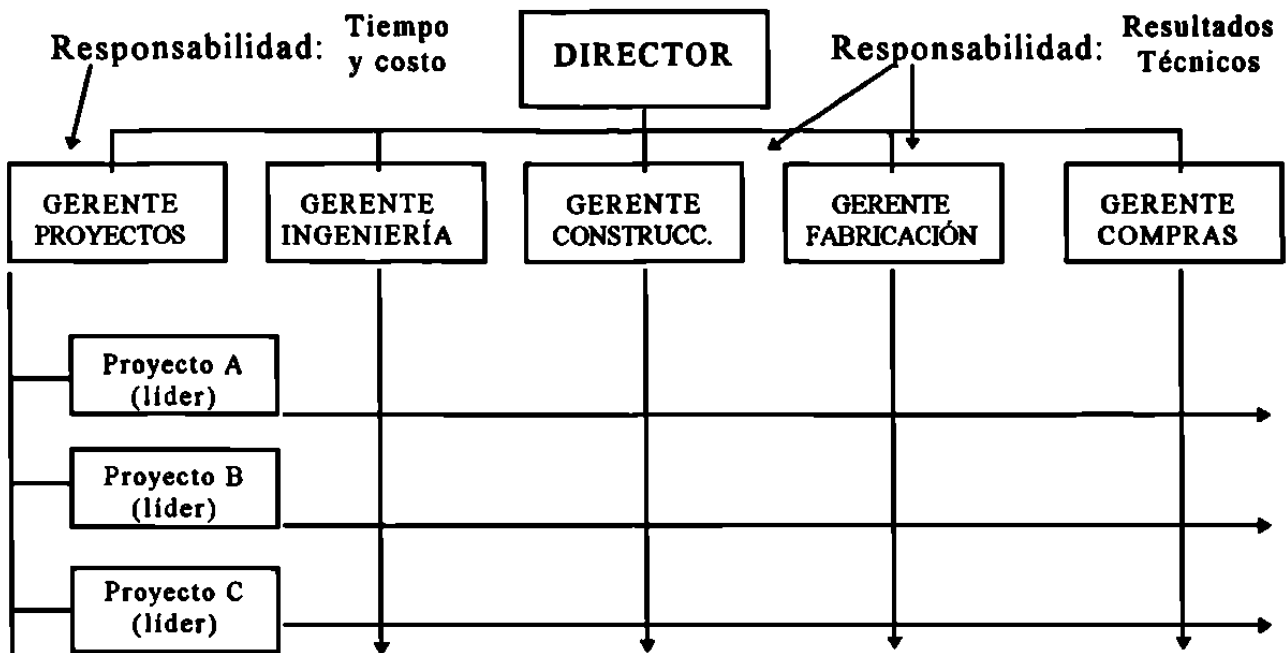 Responsabilidad: Tiempo
y costo
DIRECTOR
Responsabilidad: Resultados
Técnicos
GERENTE
PROYECTOS
GERENTE
INGENIERÍA
GERENTE
CONSTRUCC.
GERENTE
FABRICACIÓN
GERENTE
COMPRAS
Proyecto A
(líder)
Proyecto B
(líder)
Proyecto C
(líder)